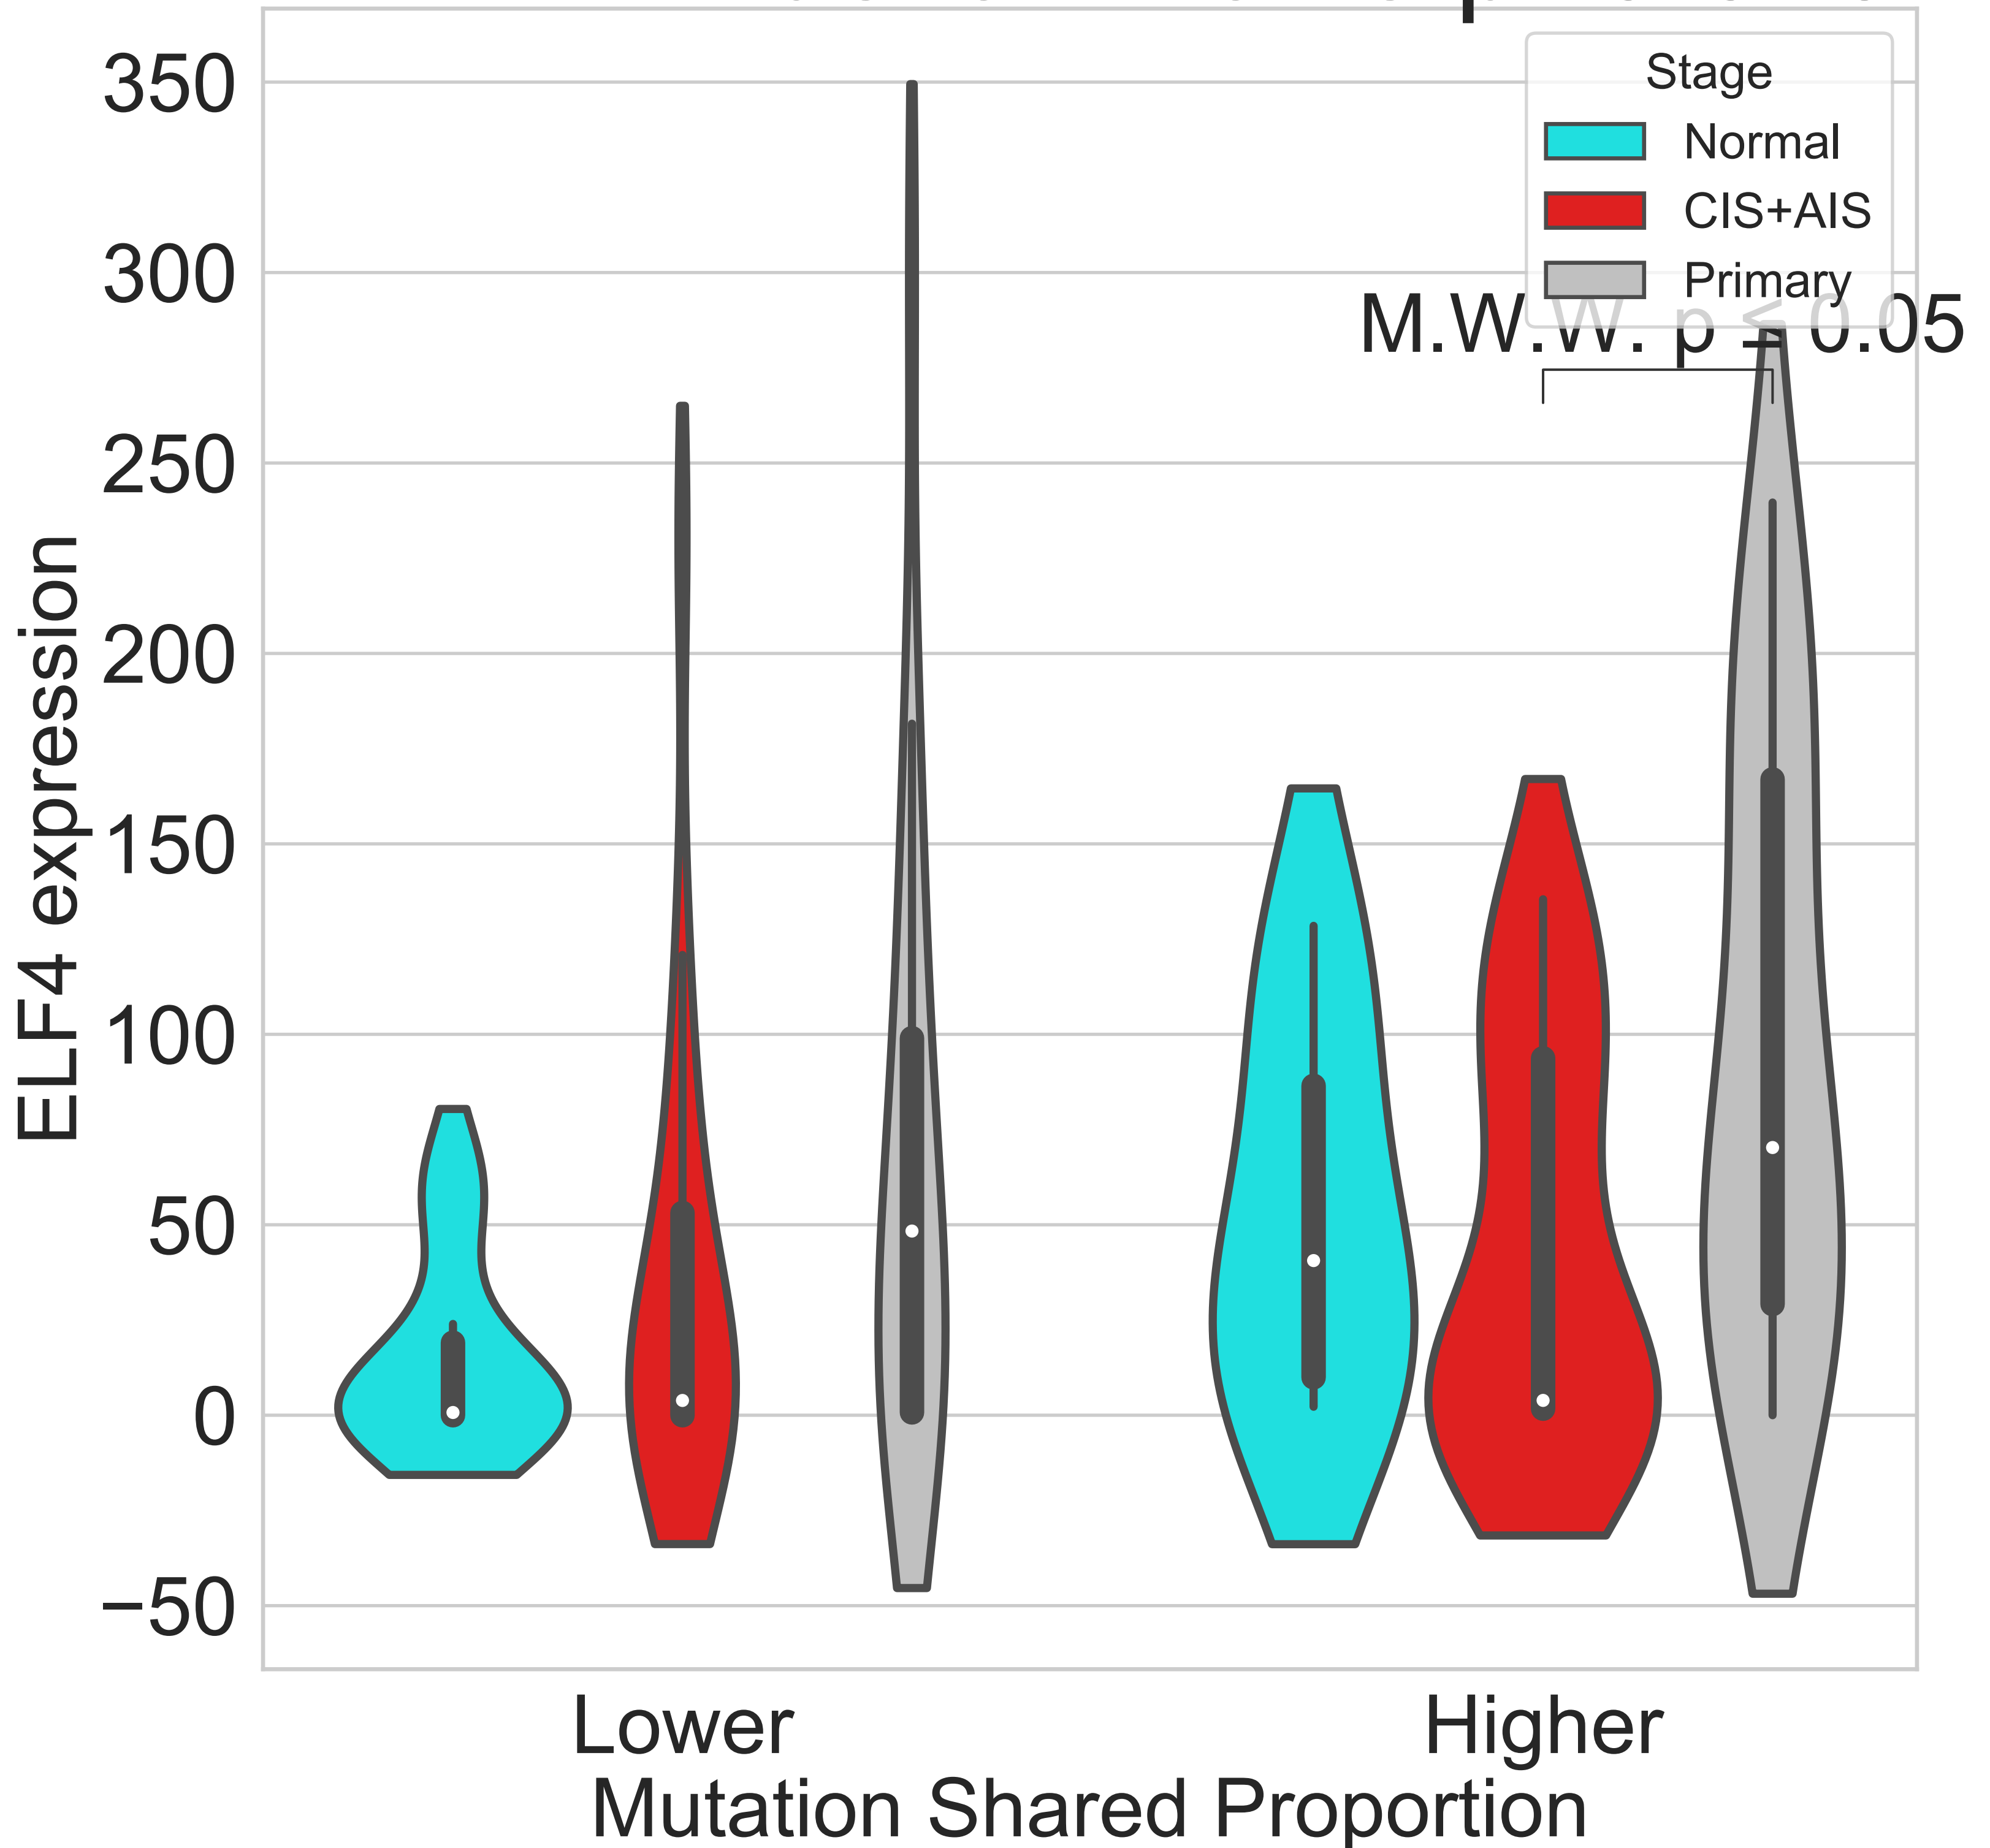 350
300
250
200
150
100
50
0
−50
ELF4 expression
Stage
Normal
CIS+AIS
Primary
M.W.W. p ≤ 0.05
Lower
Higher
Mutation Shared Proportion